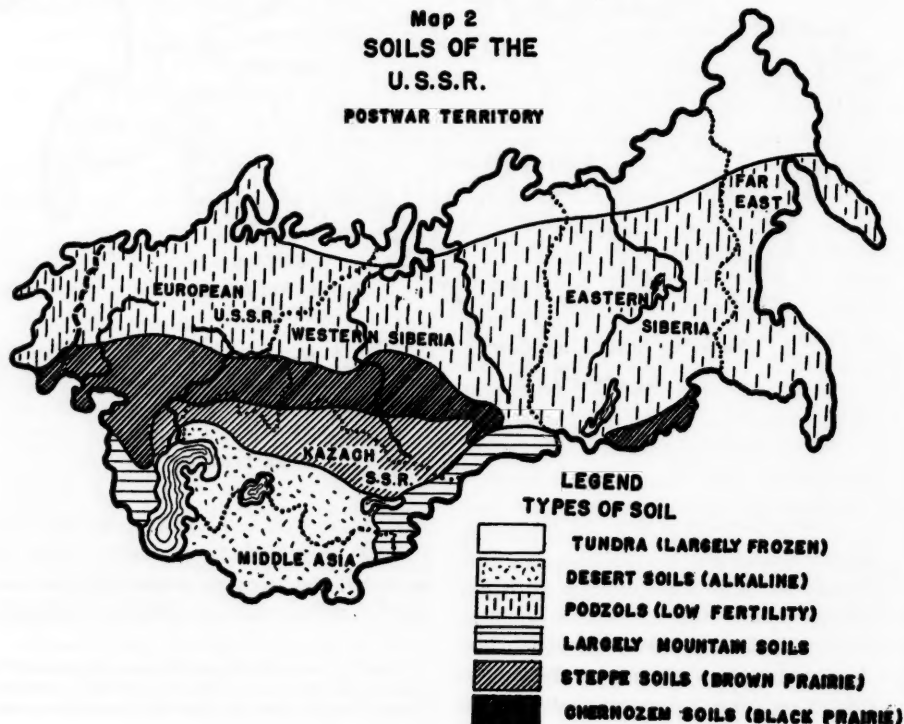 Map 2
SOILS OF THE
U.S.S.R.
POSTWAR TERRITORY
FAR
EAST
EUROPEAN
U.S.S.R.
WESTERN SIBERIA
EASTERN
SIBERIA
KAZACH
S.S.R.
MIDDLE ASIA
LEGEND
TYPES OF SOIL
TUNDRA (LARGELY FROZEN)
DESERT SOILS (ALKALINE)
PODZOLS (LOW FERTILITY)
LARGELY MOUNTAIN SOILS
STEPPE SOILS (BROWN PRAIRIE)
CHERNOZEM SOILS (BLACK PRAIRIE)